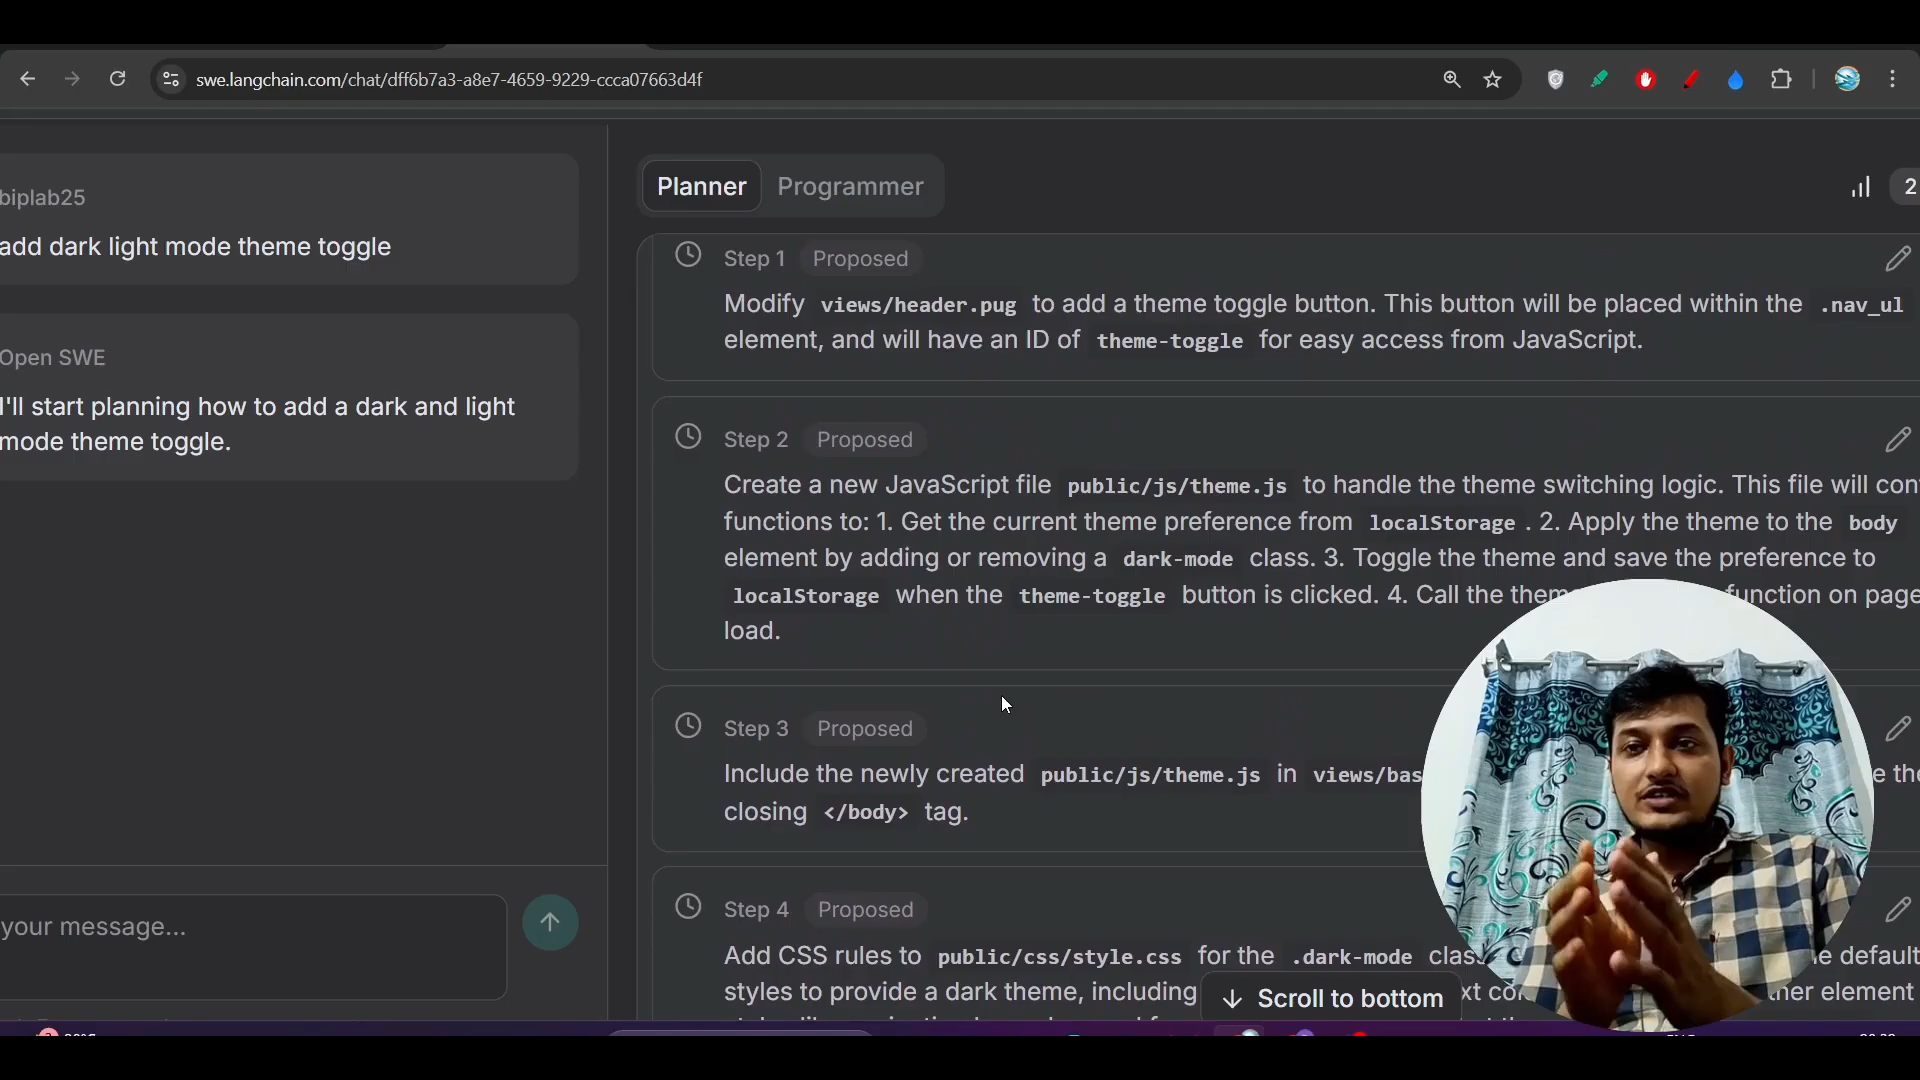 swe.langchain.com/chat/dff6b7a3-a8e7-4659-9229-ccca07663d4f
biplab25
add dark light mode theme toggle
Open SWE
I'll start planning how to add a dark and light
mode theme toggle.
your message...
Planner Programmer
2
Step 1 Proposed
Modify views/header.pug to add a theme toggle button. This button will be placed within the .nav_ul
element, and will have an ID of theme-toggle for easy access from JavaScript.
Step 2 Proposed
Create a new JavaScript file public/js/theme.js to handle the theme switching logic. This file will con
functions to: 1. Get the current theme preference from localStorage . 2. Apply the theme to the body
element by adding or removing a dark-mode class. 3. Toggle the theme and save the preference to
localStorage when the theme-toggle button is clicked. 4. Call the them function on page
load.
Step 3 Proposed
Include the newly created public/js/theme.js in views/bas e the
closing </body> tag.
Step 4 Proposed
Add CSS rules to public/css/style.css for the .dark-mode clas default
styles to provide a dark theme, including xt co her element
Scroll to bottom